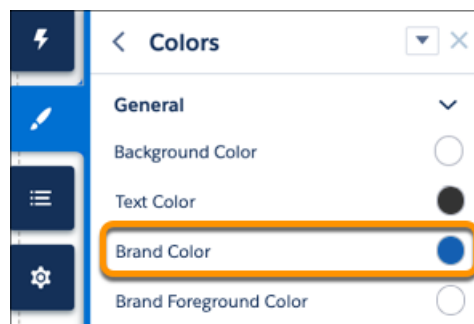 Colors
General
Background Color
Text Color
Brand Color
Brand Foreground Color